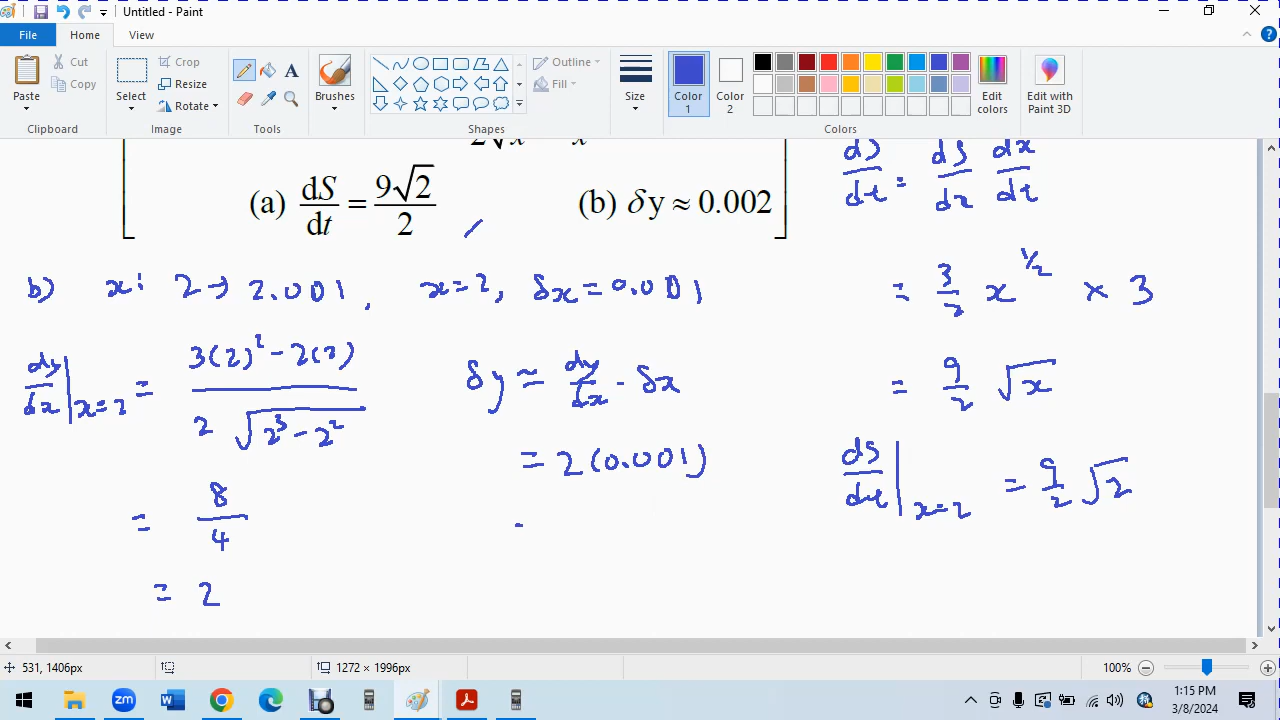 Untitled - Paint
File Home View
Paste Cut Copy Clipboard
Select Crop Resize Rotate Image
A Tools
Brushes
Shapes Outline Fill
Size
Color 1 Color 2 Colors
Edit colors
Edit with Paint 3D
(a) dS/dt = 9√2/2 (b) δy ≈ 0.002
dS/dt = dS/dx dx/dt
= 3/2 x^1/2 × 3
= 9/2 √x
dS/dt | x=2 = 9/2 √2
b) x: 2 → 2.001, x=2, δx=0.001
dy/dx | x=2 = 3(2)²-2(2) / 2√2³-2²
= 8/4
= 2
δy ≈ dy/dx · δx
= 2(0.001)
531, 1406px 1272 × 1996px 100%
zm W
1:15 PM
3/8/2024